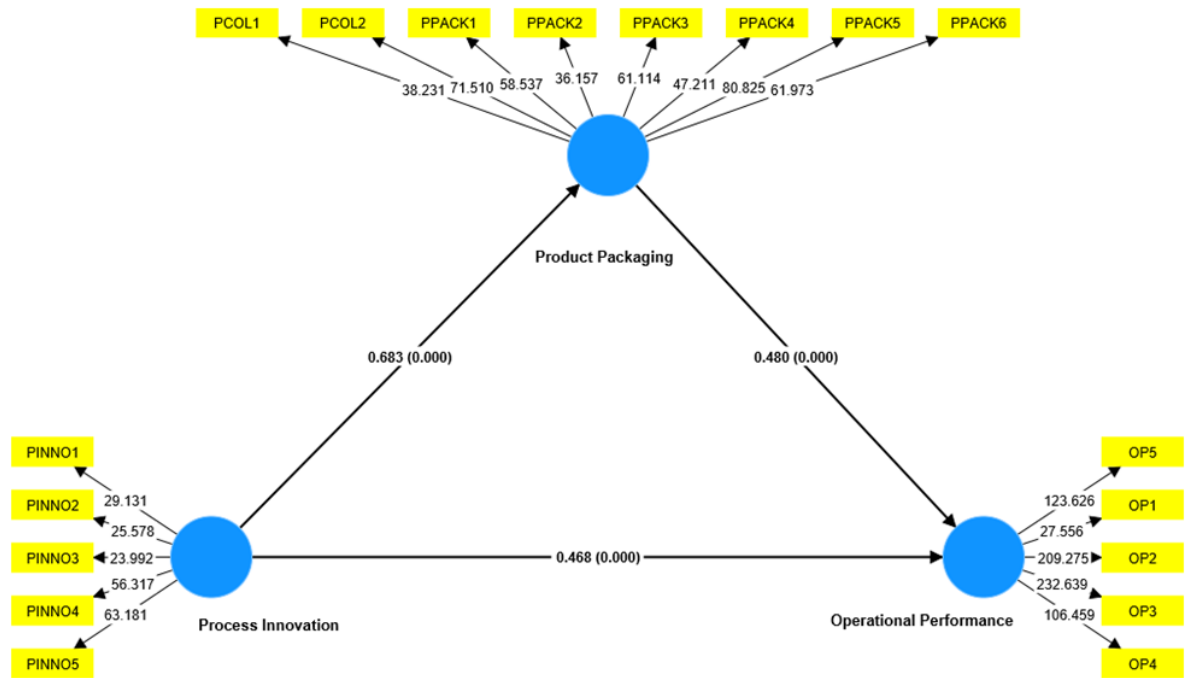 PCOL1
PCOL2
PPACK1
PPACK2
PPACK3
PPACK4
PPACK5
PPACK6
38.231
71.510
58.537
36.157
61.114
47.211
80.825
61.973
Product Packaging
0.683 (0.000)
0.480 (0.000)
PINNO1
PINNO2
PINNO3
PINNO4
PINNO5
29.131
25.578
23.992
56.317
63.181
Process Innovation
0.468 (0.000)
123.626
27.556
209.275
232.639
106.459
Operational Performance
OP5
OP1
OP2
OP3
OP4